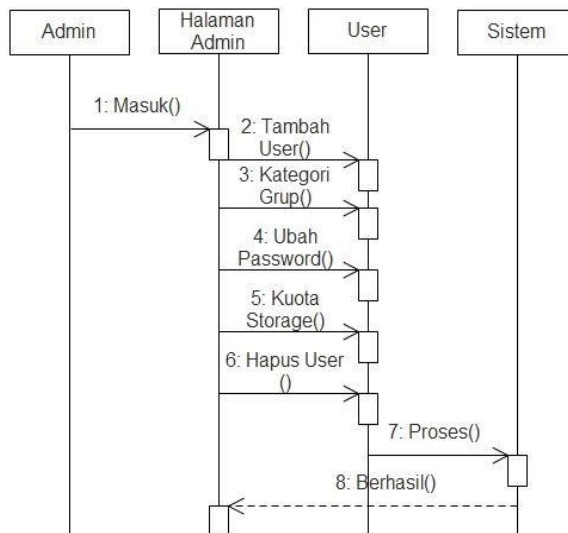 Admin
Halaman
Admin
User
Sistem
1: Masuk()
2: Tambah
User()
3: Kategori
Grup()
4: Ubah
Password()
5: Kuota
Storage()
6: Hapus User
()
7: Proses()
8: Berhasil()